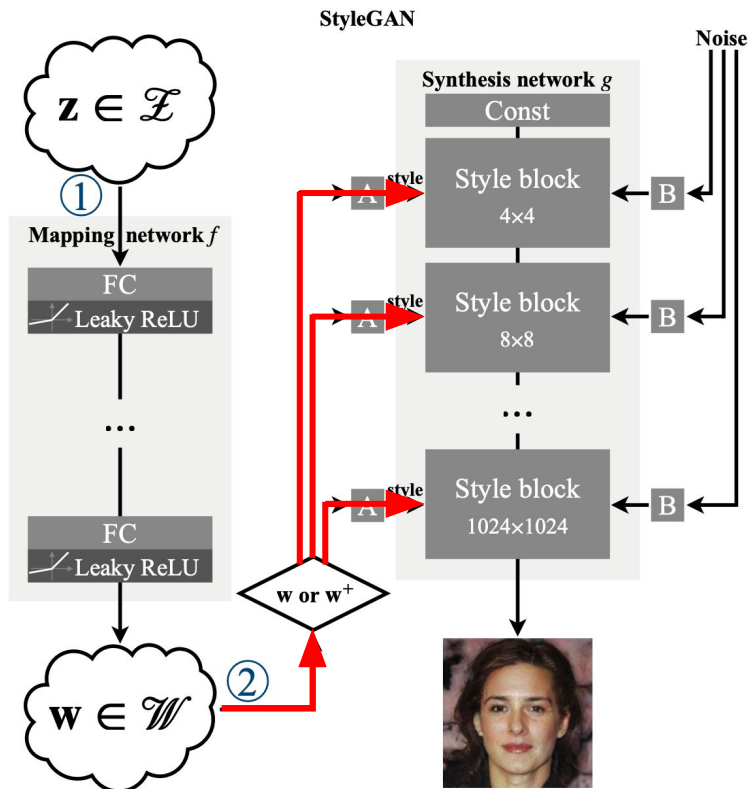 StyleGAN
z ∈ 𝒵
①
Mapping network f
FC
Leaky ReLU
...
FC
Leaky ReLU
w ∈ 𝒲
②
w or w⁺
Noise
Synthesis network g
Const
A
style
Style block
4×4
B
A
style
Style block
8×8
B
...
A
style
Style block
1024×1024
B